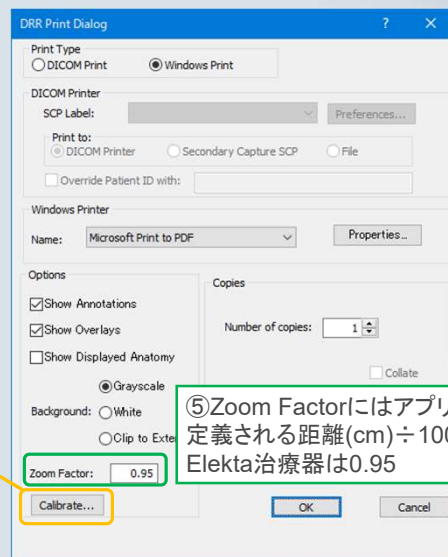 DRR Print Dialog ? ×
Print Type
DICOM Print Windows Print
DICOM Printer
SCP Label: Preferences...
Print to:
DICOM Printer Secondary Capture SCP File
Override Patient ID with:
Windows Printer
Name: Microsoft Print to PDF Properties...
Options
Show Annotations
Show Overlays
Show Displayed Anatomy
Grayscale
Background: White
Clip to Exte
Zoom Factor: 0.95
Calibrate...
Copies
Number of copies: 1
Collate
⑤Zoom Factorにはアプリ
定義される距離(cm)÷100
Elekta治療器は0.95
OK Cancel